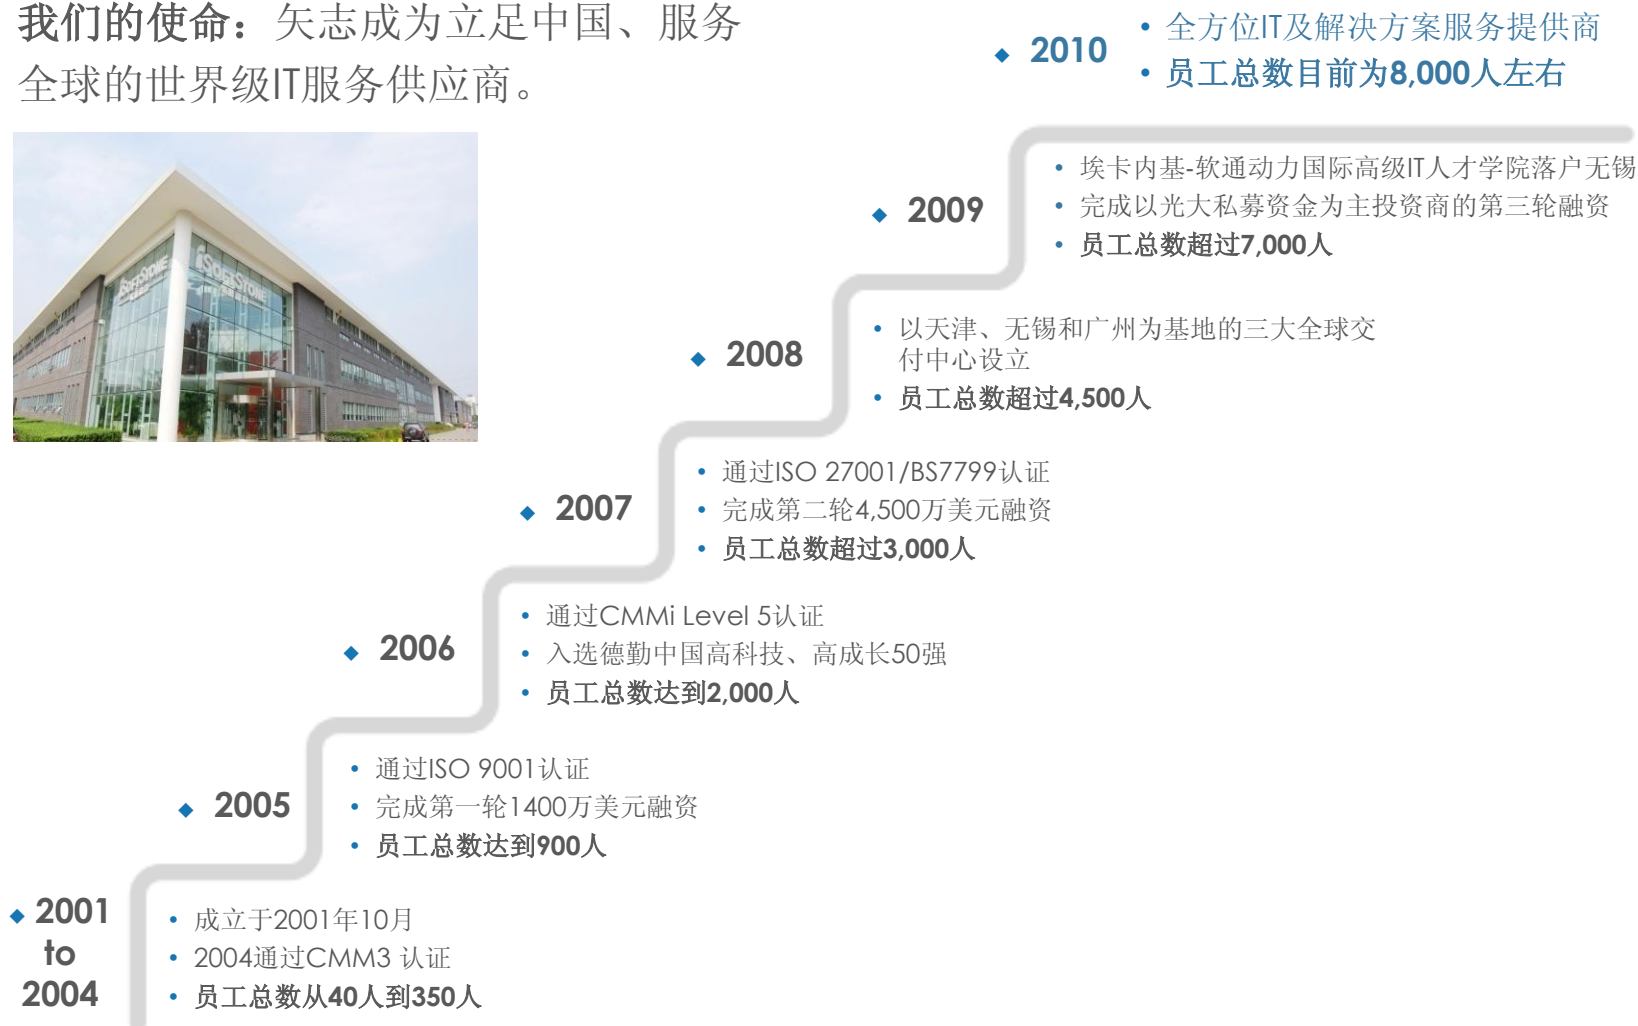 我们的使命：矢志成为立足中国、服务
全球的世界级IT服务供应商。
iSOFTSTONE
iSOFTSTONE
2010
全方位IT及解决方案服务提供商
员工总数目前为8,000人左右
2009
埃卡内基-软通动力国际高级IT人才学院落户无锡
完成以光大私募资金为主投资商的第三轮融资
员工总数超过7,000人
2008
以天津、无锡和广州为基地的三大全球交
付中心设立
员工总数超过4,500人
2007
通过ISO 27001/BS7799认证
完成第二轮4,500万美元融资
员工总数超过3,000人
2006
通过CMMi Level 5认证
入选德勤中国高科技、高成长50强
员工总数达到2,000人
2005
通过ISO 9001认证
完成第一轮1400万美元融资
员工总数达到900人
2001
to
2004
成立于2001年10月
2004通过CMM3 认证
员工总数从40人到350人